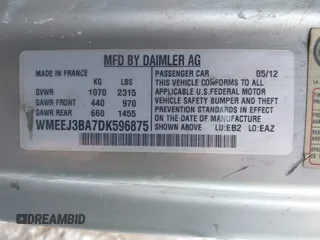 MFD BY DAIMLER AG
MADE IN FRANCE
KG LBS
GVWR 1070 2315
GAWR FRONT 440 970
GAWR REAR 660 1455
WMEEJ3BA7DK596875
PASSENGER CAR 05/12
THIS VEHICLE CONFORMS TO ALL APPLICABLE
U.S.FEDERAL MOTOR
VEHICLE SAFETY BUMPER AND THEFT
PREVENTION STANDARDS IN EFFECT ON THE
DATE OF MANUFACTURE SHOWN ABOVE.
LU:EB2 LO:EAZ
DREAMBID